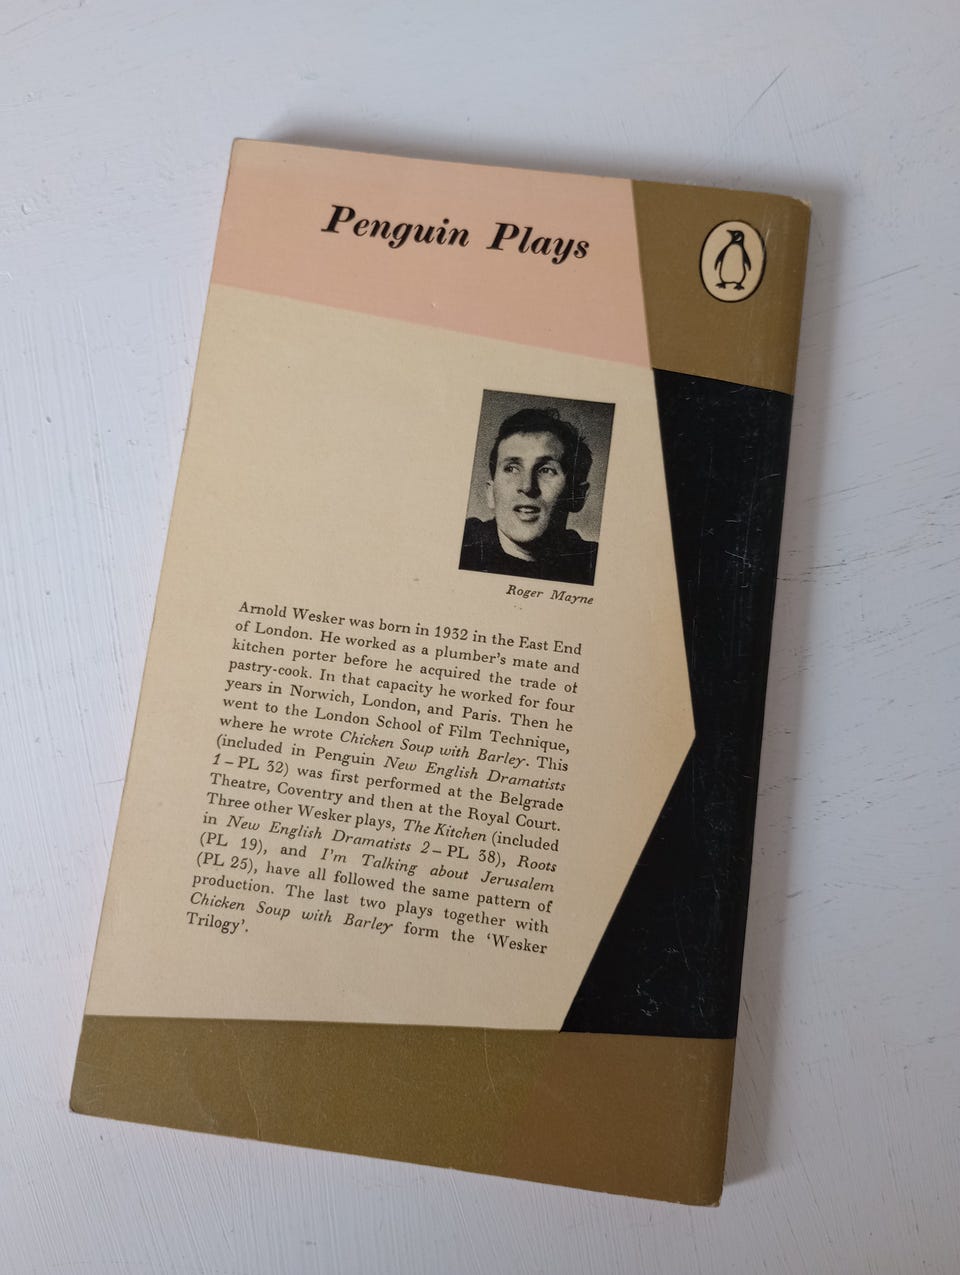 Penguin Plays
Roger Mayne
Arnold Wesker was born in 1932 in the East End
of London. He worked as a plumber's mate and
kitchen porter before he acquired the trade of
pastry-cook. In that capacity he worked for four
years in Norwich, London, and Paris. Then he
went to the London School of Film Technique,
where he wrote Chicken Soup with Barley. This
(included in Penguin New English Dramatists
1–PL 32) was first performed at the Belgrade
Theatre, Coventry and then at the Royal Court.
Three other Wesker plays, The Kitchen (included
in New English Dramatists 2–PL 38), Roots
(PL 19), and I'm Talking about Jerusalem
(PL 25), have all followed the same pattern of
production. The last two plays together with
Chicken Soup with Barley form the ‘Wesker
Trilogy’.